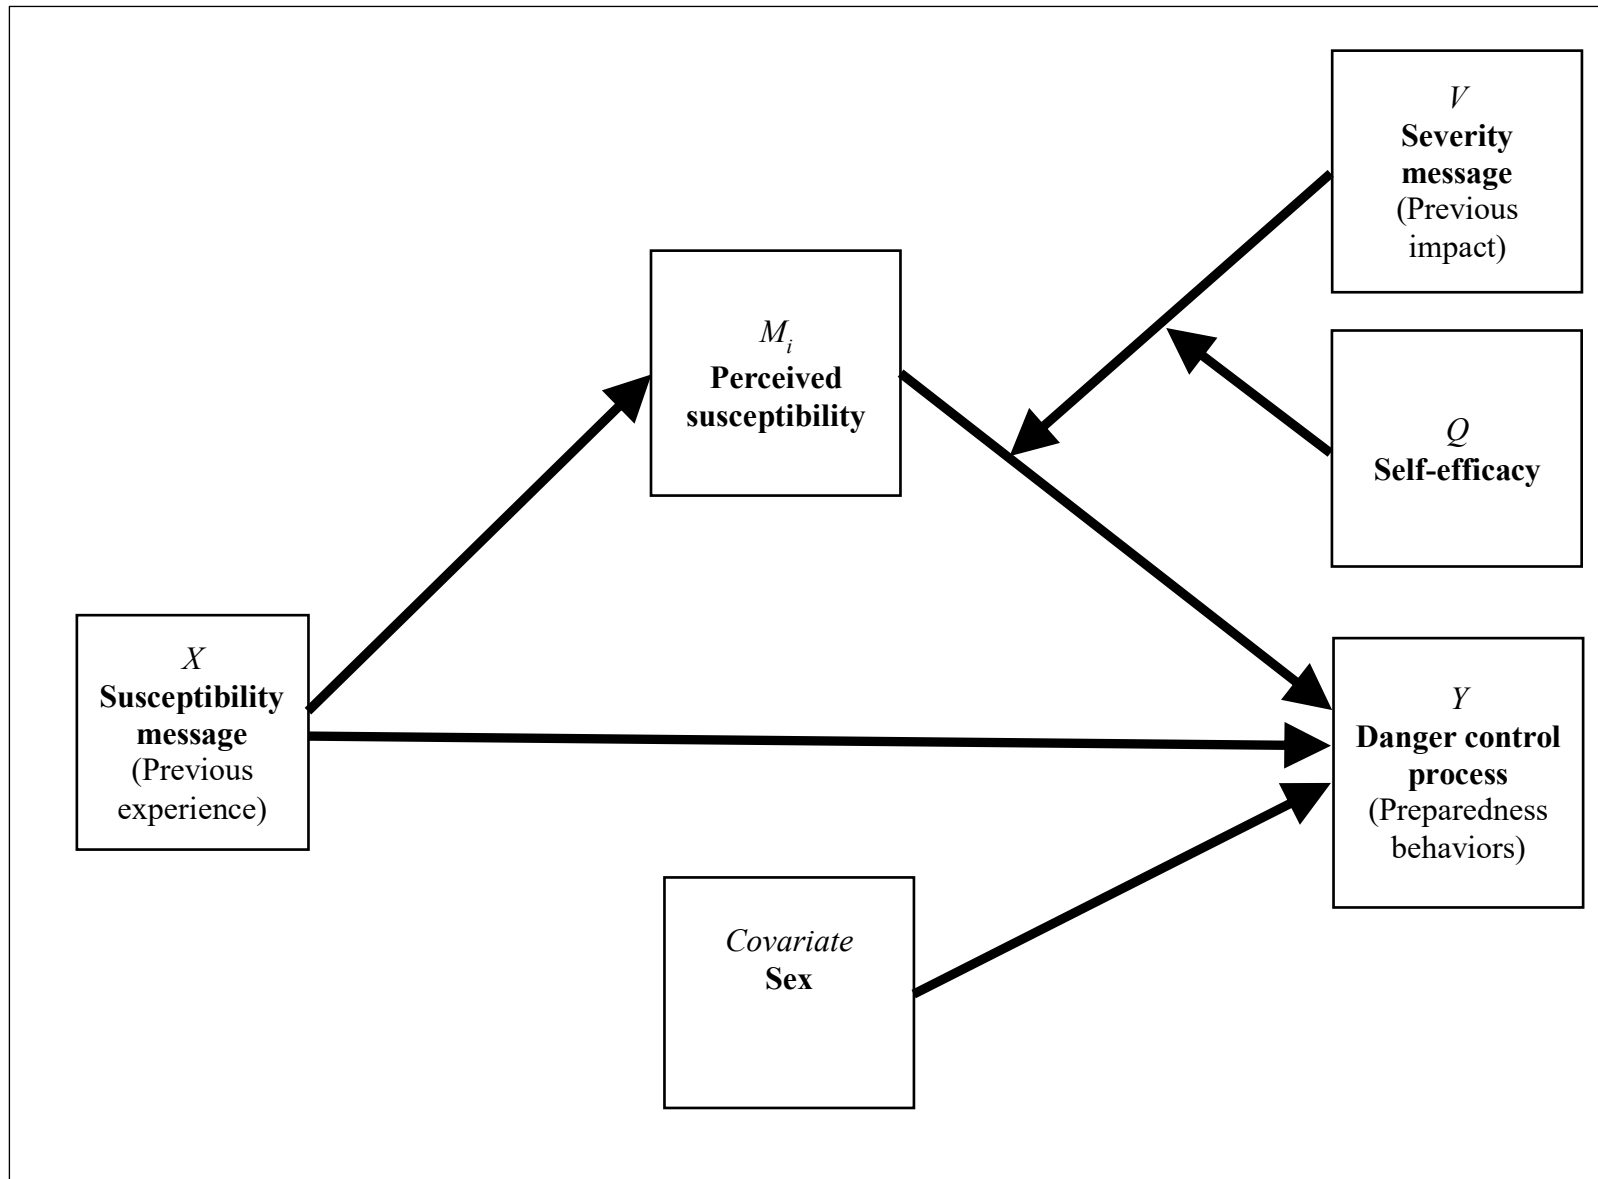 V
Severity
message
(Previous
impact)
M_i
Perceived
susceptibility
Q
Self-efficacy
X
Susceptibility
message
(Previous
experience)
Y
Danger control
process
(Preparedness
behaviors)
Covariate
Sex